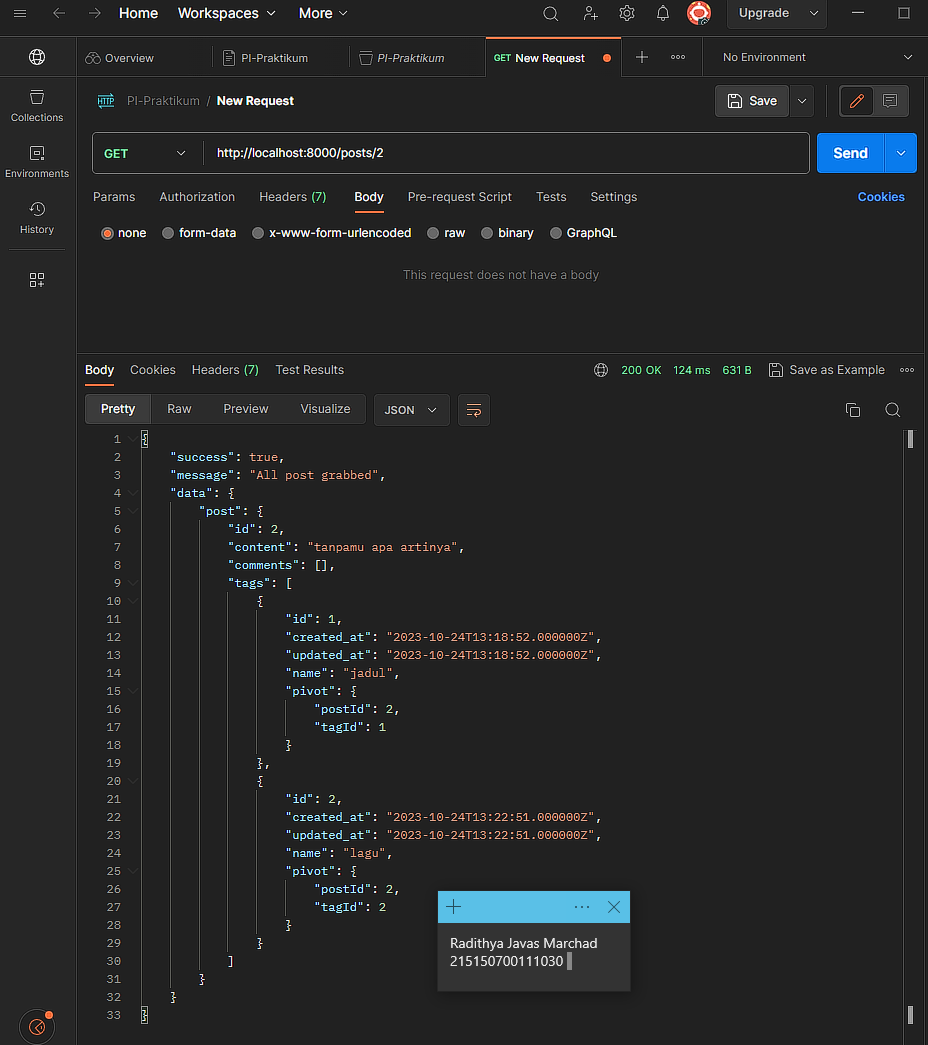 Home Workspaces More Upgrade
Overview PI-Praktikum PI-Praktikum GET New Request No Environment
HTTP PI-Praktikum / New Request Save
Collections
Environments
History
GET http://localhost:8000/posts/2 Send
Params Authorization Headers (7) Body Pre-request Script Tests Settings Cookies
none form-data x-www-form-urlencoded raw binary GraphQL
This request does not have a body
Body Cookies Headers (7) Test Results 200 OK 124 ms 631 B Save as Example
Pretty Raw Preview Visualize JSON
1 {
2 "success": true,
3 "message": "All post grabbed",
4 "data": {
5 "post": {
6 "id": 2,
7 "content": "tanpamu apa artinya",
8 "comments": [],
9 "tags": [
10 {
11 "id": 1,
12 "created_at": "2023-10-24T13:18:52.000000Z",
13 "updated_at": "2023-10-24T13:18:52.000000Z",
14 "name": "jadul",
15 "pivot": {
16 "postId": 2,
17 "tagId": 1
18 }
19 },
20 {
21 "id": 2,
22 "created_at": "2023-10-24T13:22:51.000000Z",
23 "updated_at": "2023-10-24T13:22:51.000000Z",
24 "name": "lagu",
25 "pivot": {
26 "postId": 2,
27 "tagId": 2
28 }
29 }
30 ]
31 }
32 }
33 }
Radithya Javas Marchad
215150700111030